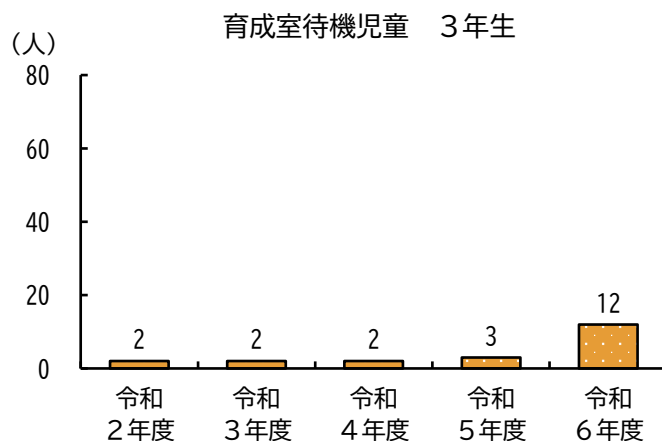 育成室待機児童　３年生
（人）
80
60
40
20
0
2
2
2
3
12
令和
２年度
令和
３年度
令和
４年度
令和
５年度
令和
６年度